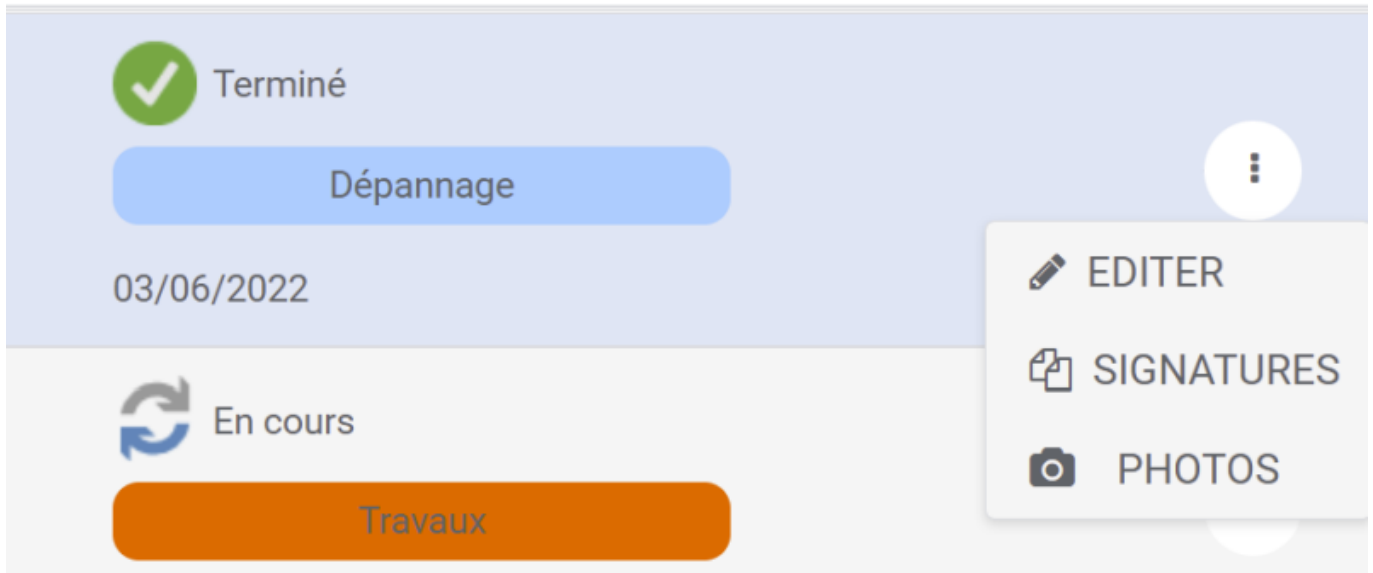 Terminé
Dépannage
03/06/2022
EDITER
SIGNATURES
PHOTOS
En cours
Travaux